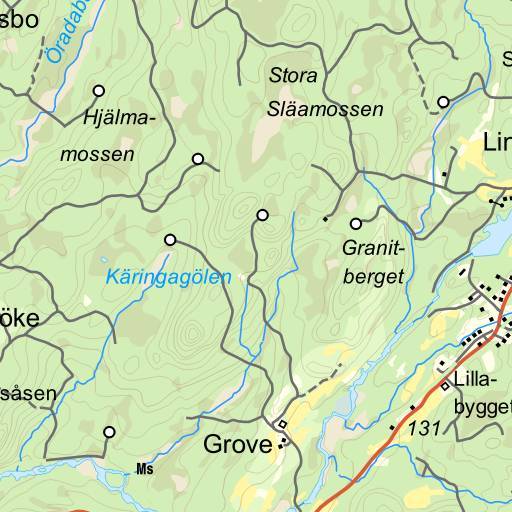 sbo
Öradab
Stora
Släamossen
S
Hjälma-
mossen
Lin
Granit-
berget
Käringagölen
öke
såsen
Lilla-
bygget
131
Grove
Ms